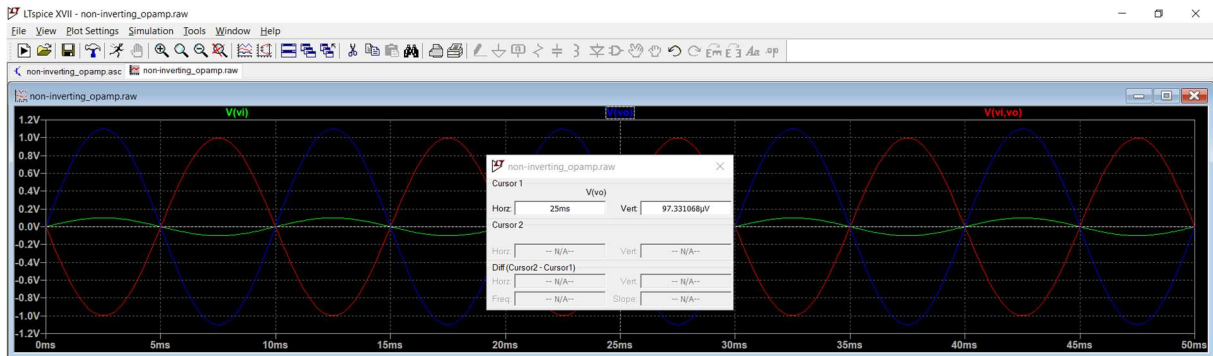 LTspice XVII - non-inverting_opamp.raw
File View Plot Settings Simulation Tools Window Help
non-inverting_opamp.asc non-inverting_opamp.raw
non-inverting_opamp.raw
V(vi) V(vo) V(vi,vo)
1.2V
1.0V
0.8V
0.6V
0.4V
0.2V
0.0V
-0.2V
-0.4V
-0.6V
-0.8V
-1.0V
-1.2V
0ms 5ms 10ms 15ms 20ms 25ms 30ms 35ms 40ms 45ms 50ms
non-inverting_opamp.raw
Cursor 1
V(vo)
Horz: 25ms Vert: 97.331068µV
Cursor 2
Horz: -- N/A-- Vert: -- N/A--
Diff (Cursor2 - Cursor1)
Horz: -- N/A-- Vert: -- N/A--
Freq: -- N/A-- Slope: -- N/A--